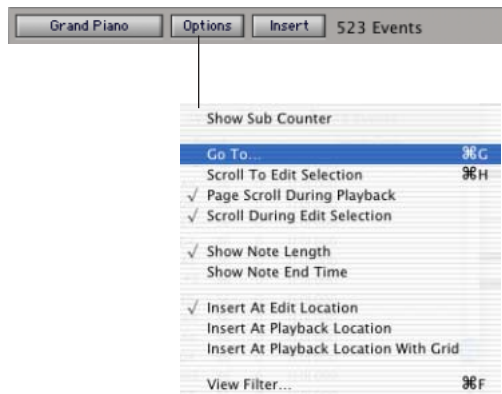 Grand Piano Options Insert 523 Events
Show Sub Counter
Go To... ⌘G
Scroll To Edit Selection ⌘H
√ Page Scroll During Playback
√ Scroll During Edit Selection
√ Show Note Length
Show Note End Time
√ Insert At Edit Location
Insert At Playback Location
Insert At Playback Location With Grid
View Filter... ⌘F